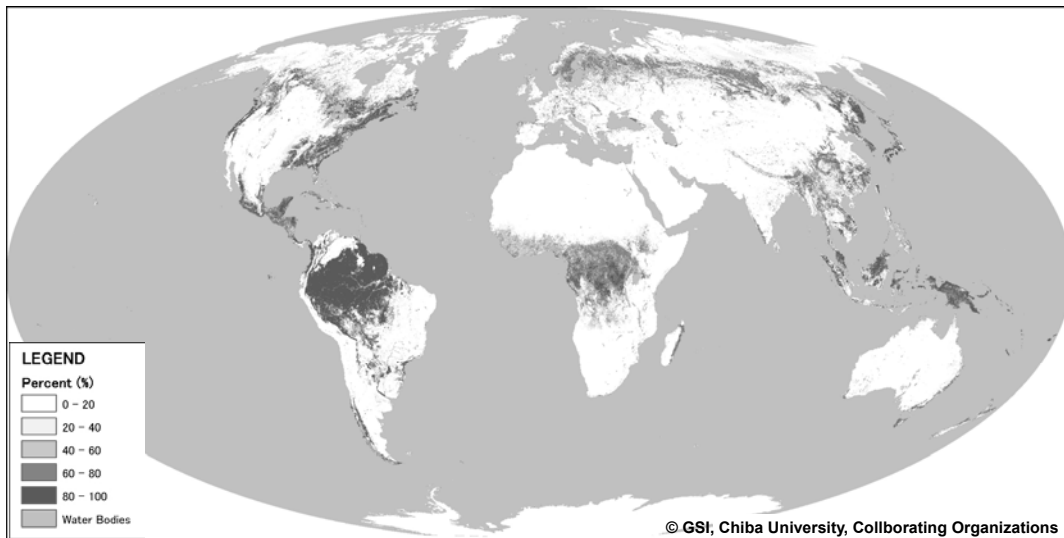 LEGEND
Percent (%)
0 - 20
20 - 40
40 - 60
60 - 80
80 - 100
Water Bodies
© GSI, Chiba University, Collborating Organizations